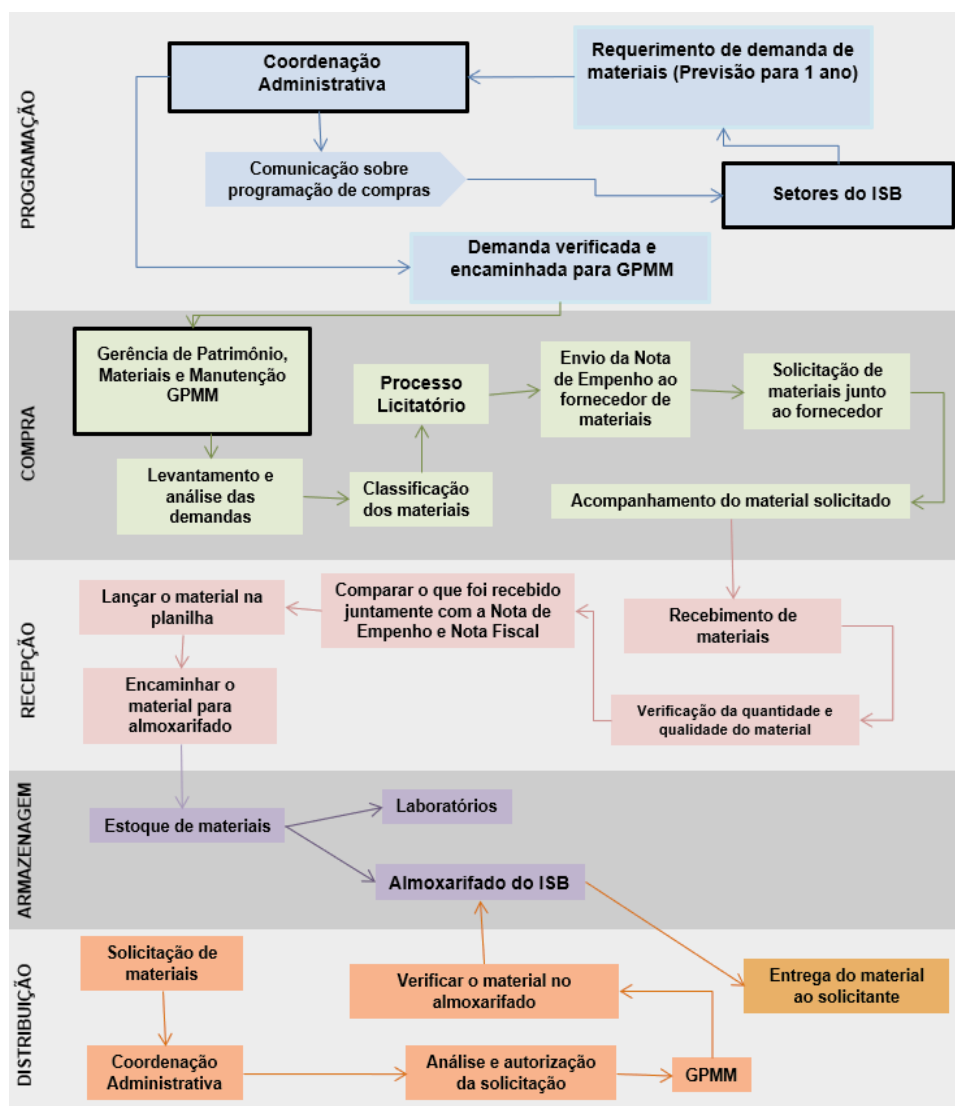 PROGRAMAÇÃO
Coordenação
Administrativa
Requerimento de demanda de
materiais (Previsão para 1 ano)
Comunicação sobre
programação de compras
Setores do ISB
Demanda verificada e
encaminhada para GPMM
COMPRA
Gerência de Patrimônio,
Materiais e Manutenção
GPMM
Processo
Licitatório
Envio da Nota
de Empenho ao
fornecedor de
materiais
Solicitação de
materiais junto
ao fornecedor
Levantamento e
análise das
demandas
Classificação
dos materiais
Acompanhamento do material solicitado
RECEPÇÃO
Lançar o material na
planilha
Comparar o que foi recebido
juntamente com a Nota de
Empenho e Nota Fiscal
Recebimento de
materiais
Encaminhar o
material para
almoxarifado
Verificação da quantidade e
qualidade do material
ARMAZENAGEM
Estoque de materiais
Laboratórios
Almoxarifado do ISB
DISTRIBUIÇÃO
Solicitação de
materiais
Verificar o material no
almoxarifado
Entrega do material
ao solicitante
Coordenação
Administrativa
Análise e autorização
da solicitação
GPMM